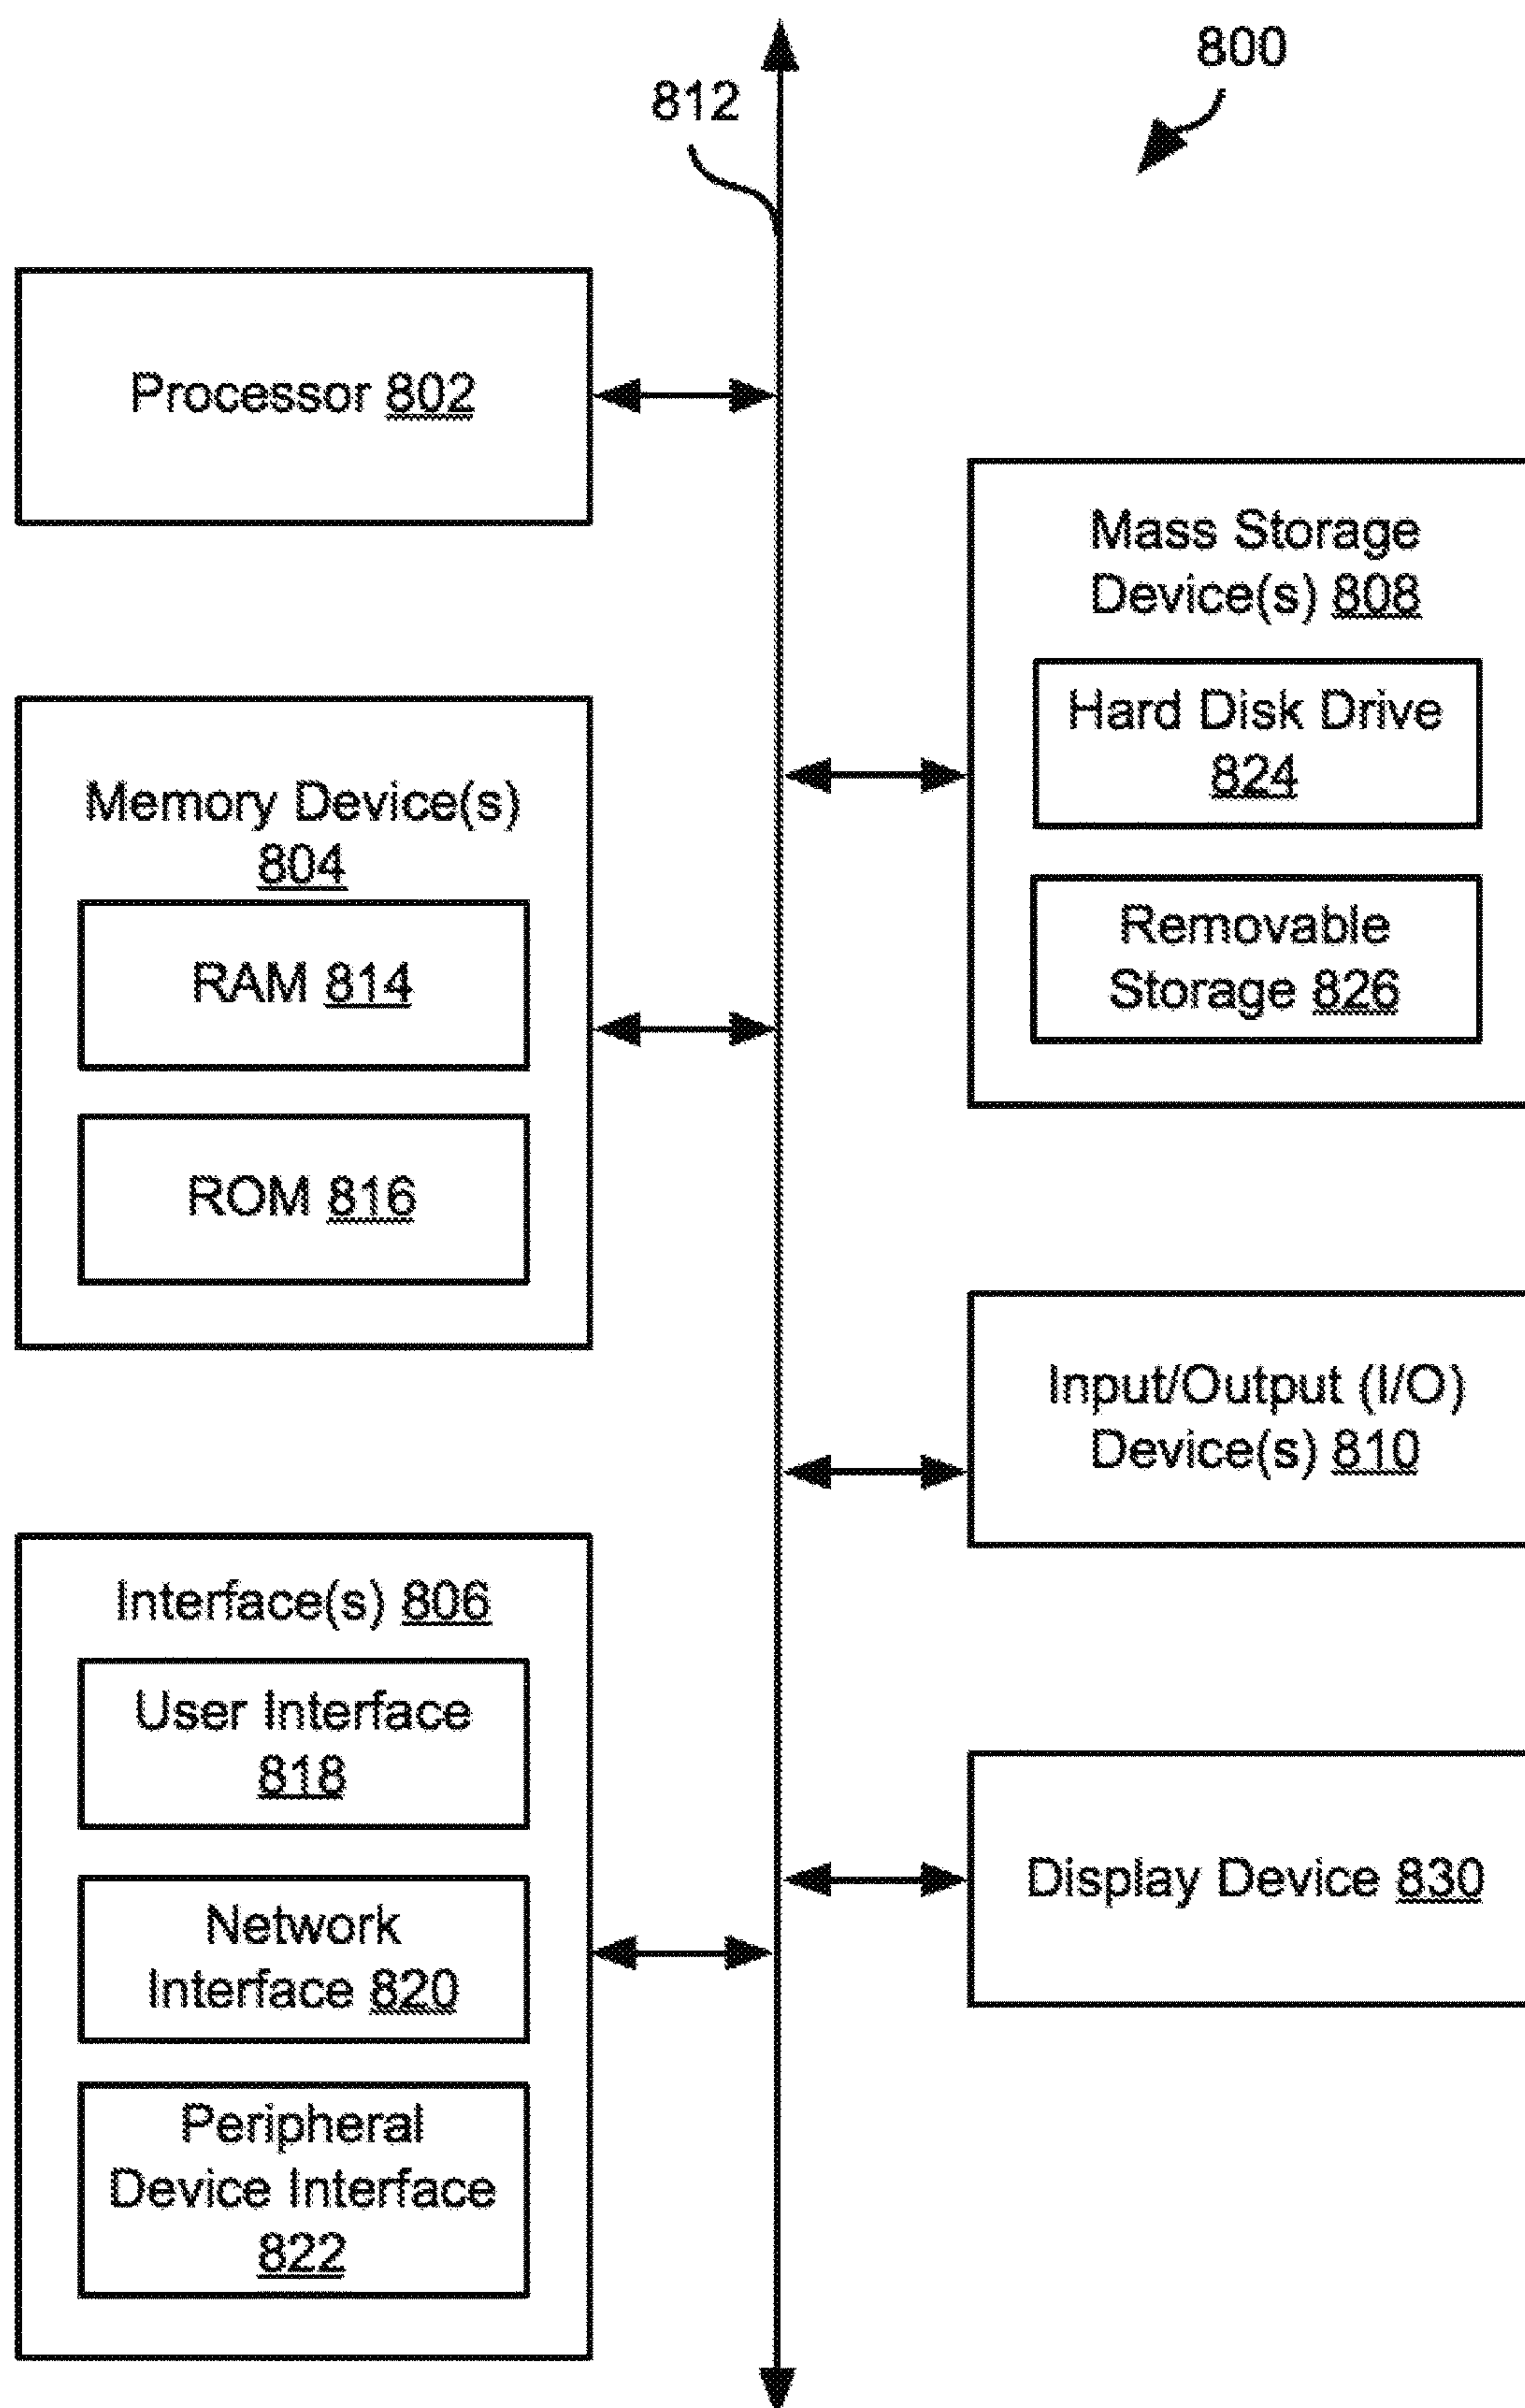 800
812
Processor 802
Mass Storage
Device(s) 808
Hard Disk Drive
824
Removable
Storage 826
Memory Device(s)
804
RAM 814
ROM 816
Input/Output (I/O)
Device(s) 810
Interface(s) 806
User Interface
818
Network
Interface 820
Peripheral
Device Interface
822
Display Device 830